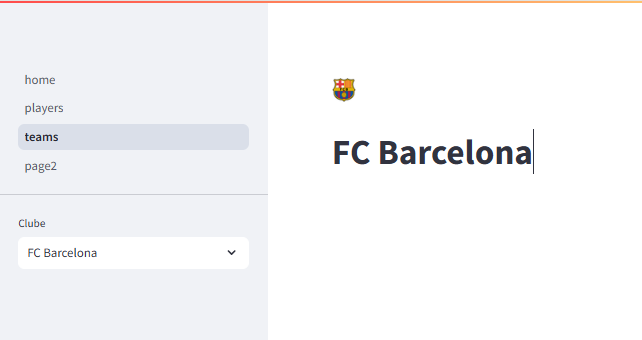 home
players
teams
page2
Clube
FC Barcelona
FC Barcelona